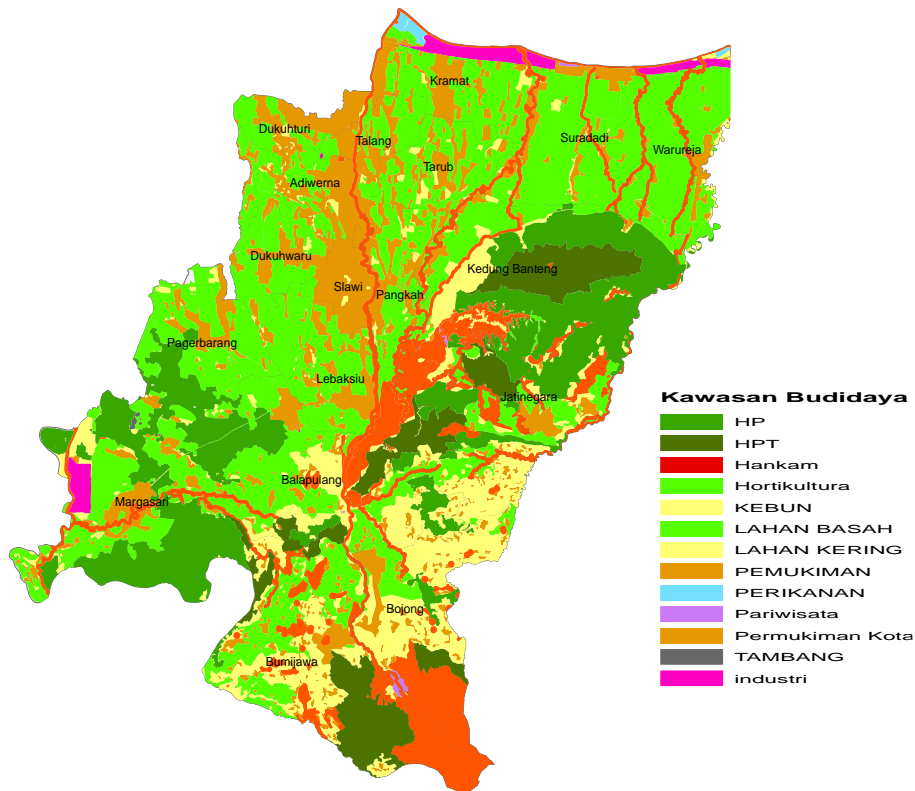 Kramat
Dukuhturi
Talang
Suradadi
Warureja
Tarub
Adiwerna
Dukuhwaru
Kedung Banteng
Slawi
Pangkah
Pagerbarang
Lebaksiu
Jatinegara
Balapulang
Margasari
Bojong
Bumijawa
Kawasan Budidaya
HP
HPT
Hankam
Hortikultura
KEBUN
LAHAN BASAH
LAHAN KERING
PEMUKIMAN
PERIKANAN
Pariwisata
Permukiman Kota
TAMBANG
industri